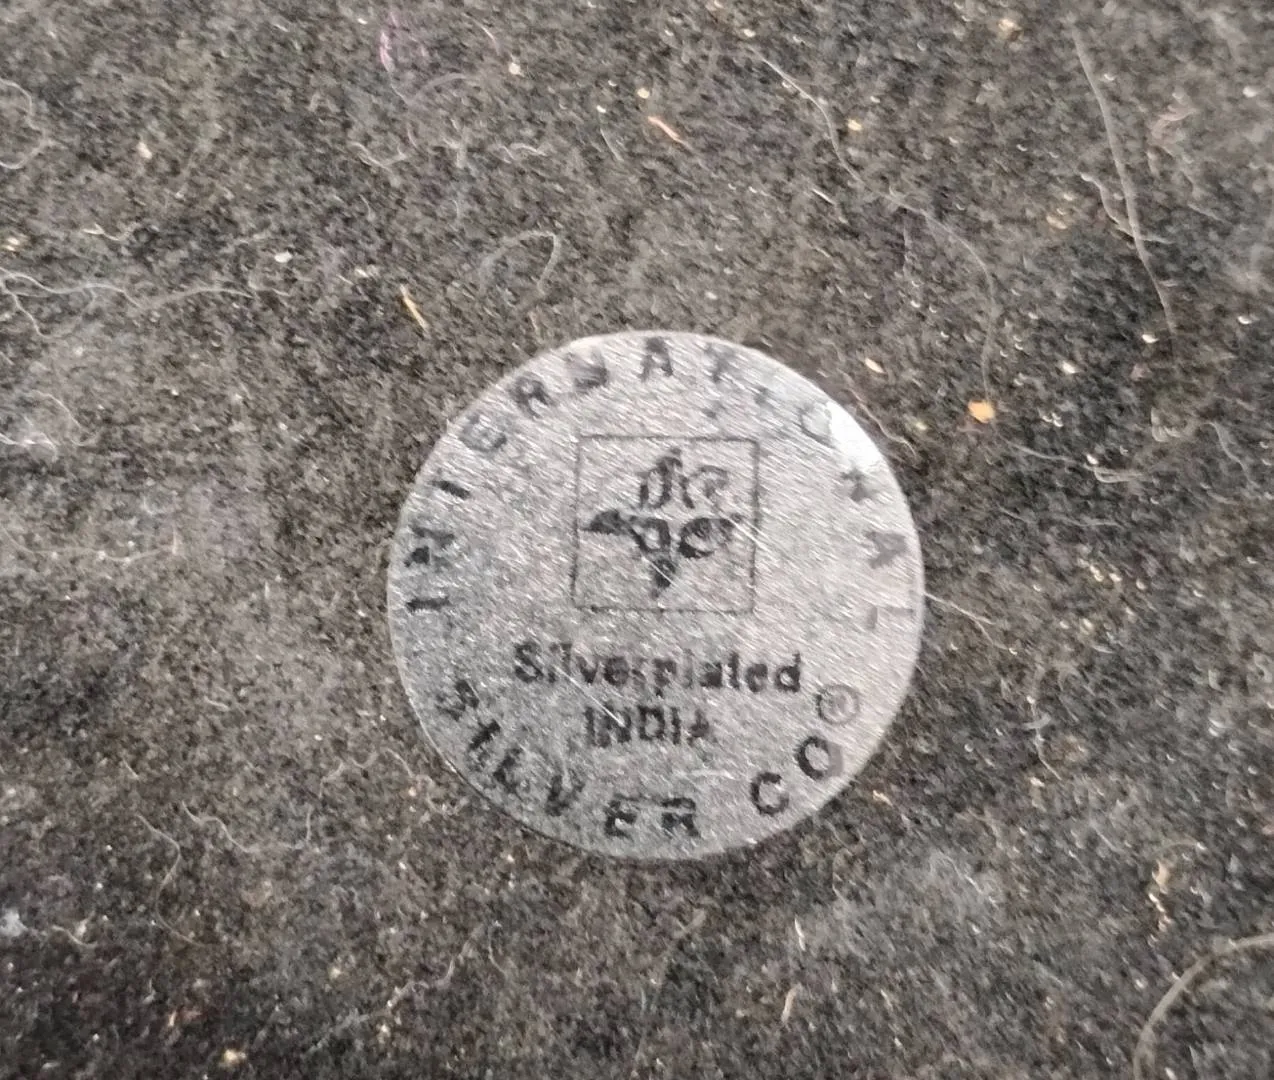 INTERNATIONAL
Silverplated
INDIA
SILVER CO®